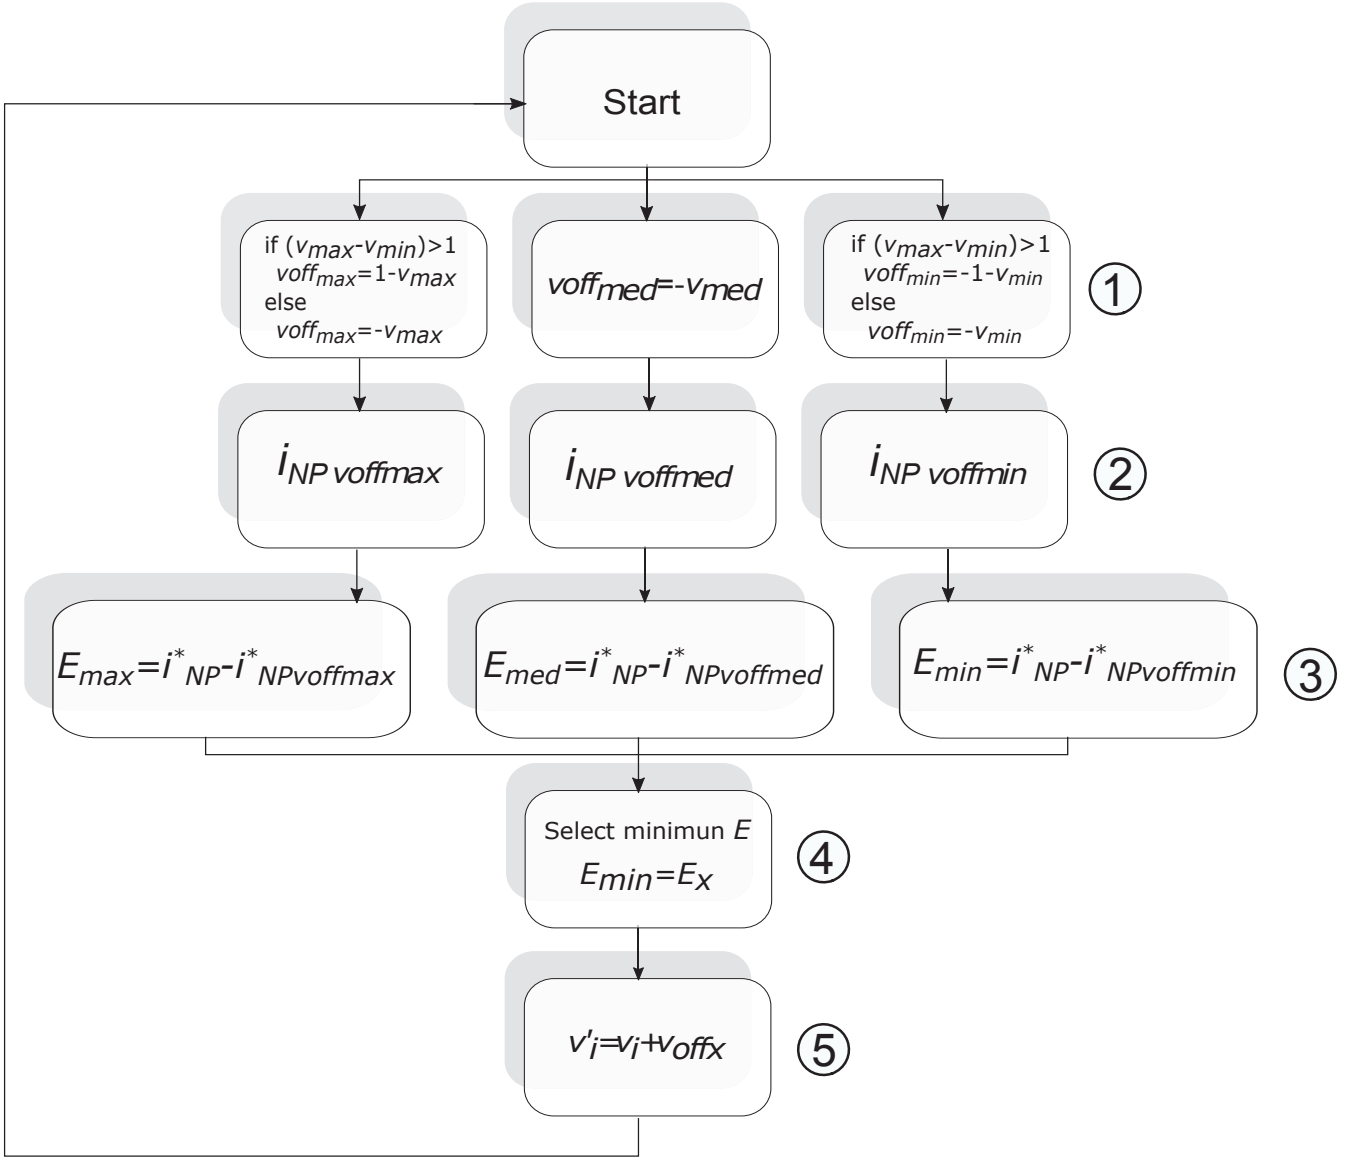 Start
if (vmax-vmin)>1
voffmax=1-vmax
else
voffmax=-vmax
voffmed=-vmed
if (vmax-vmin)>1
voffmin=-1-vmin
else
voffmin=-vmin
1
iNP voffmax
iNP voffmed
iNP voffmin
2
Emax=i*NP-i*NPvoffmax
Emed=i*NP-i*NPvoffmed
Emin=i*NP-i*NPvoffmin
3
Select minimun E
Emin=Ex
4
v'i=vi+voffx
5